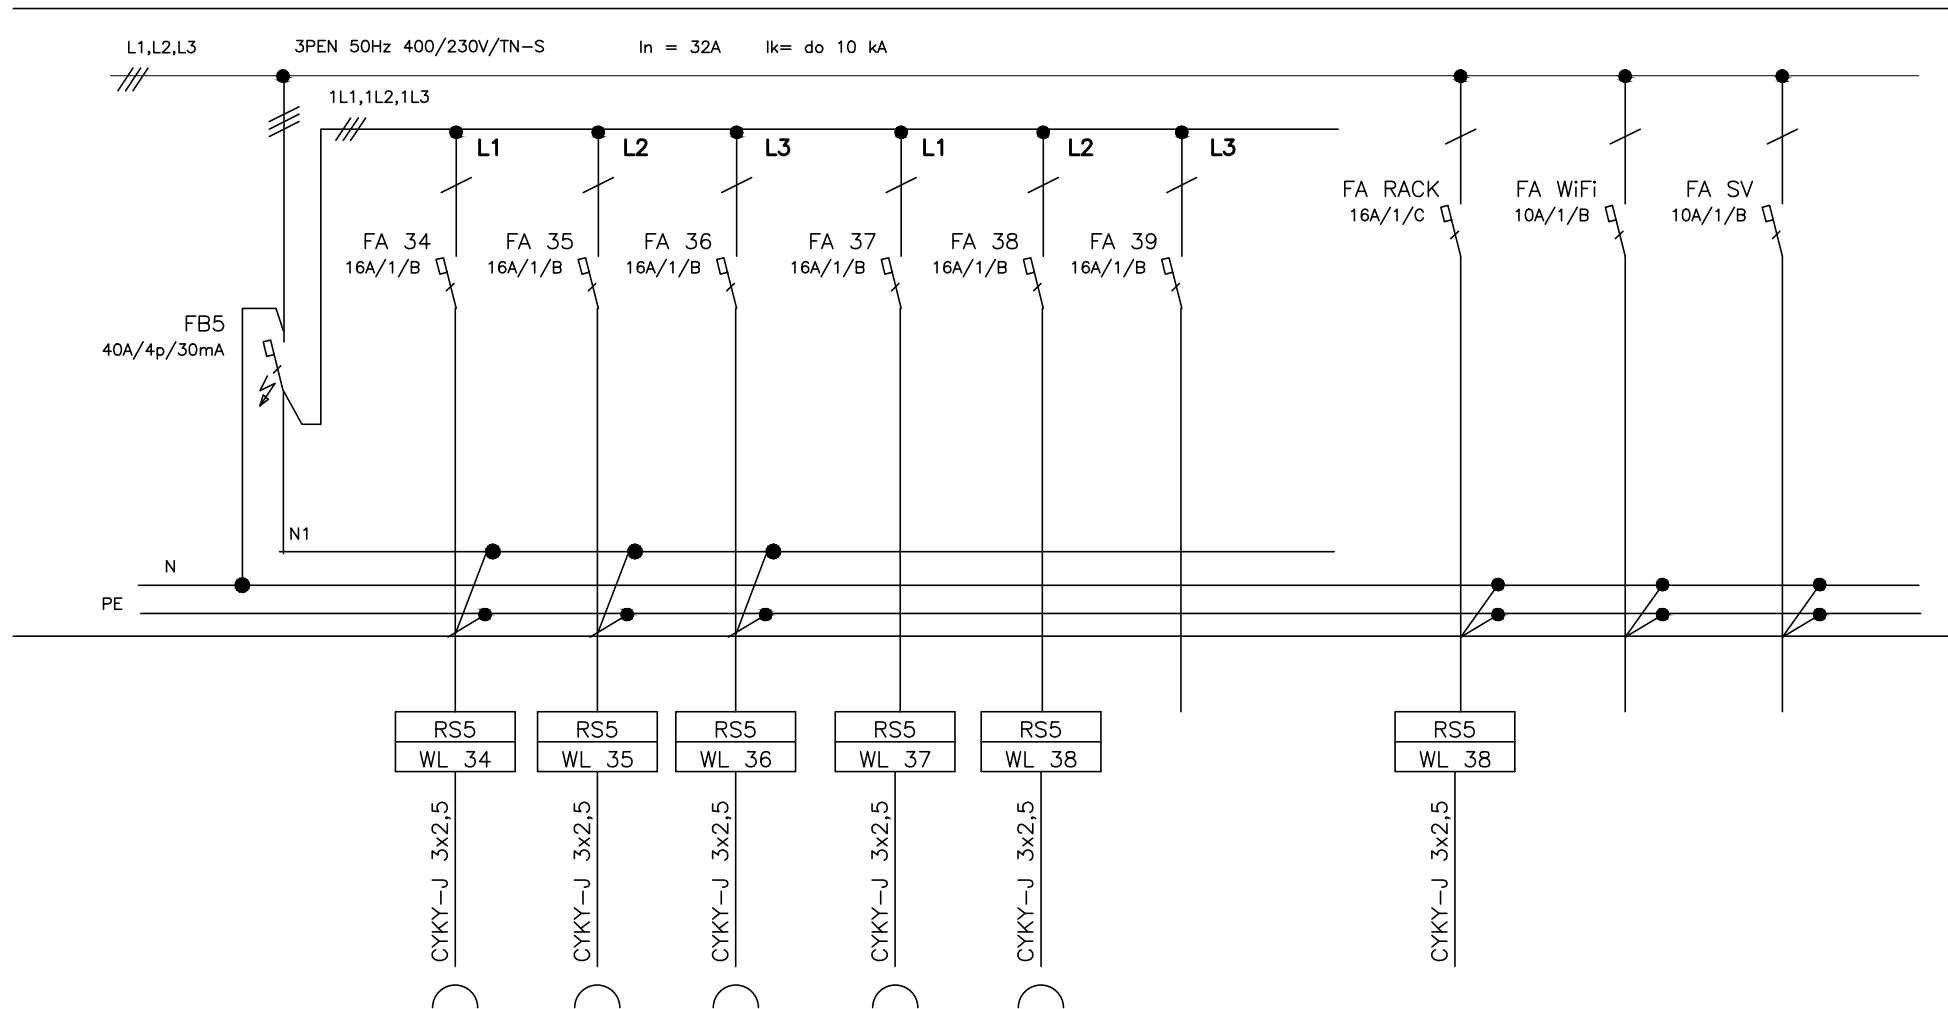 L1,L2,L3
3PEN 50Hz 400/230V/TN-S In = 32A Ik= do 10 kA
1L1,1L2,1L3
L1 L2 L3 L1 L2 L3
FA RACK
16A/1/C
FA WiFi
10A/1/B
FA SV
10A/1/B
FA 34
16A/1/B
FA 35
16A/1/B
FA 36
16A/1/B
FA 37
16A/1/B
FA 38
16A/1/B
FA 39
16A/1/B
FB5
40A/4p/30mA
N1
N
PE
RS5
WL 34
RS5
WL 35
RS5
WL 36
RS5
WL 37
RS5
WL 38
RS5
WL 38
CYKY-J 3x2,5
CYKY-J 3x2,5
CYKY-J 3x2,5
CYKY-J 3x2,5
CYKY-J 3x2,5
CYKY-J 3x2,5